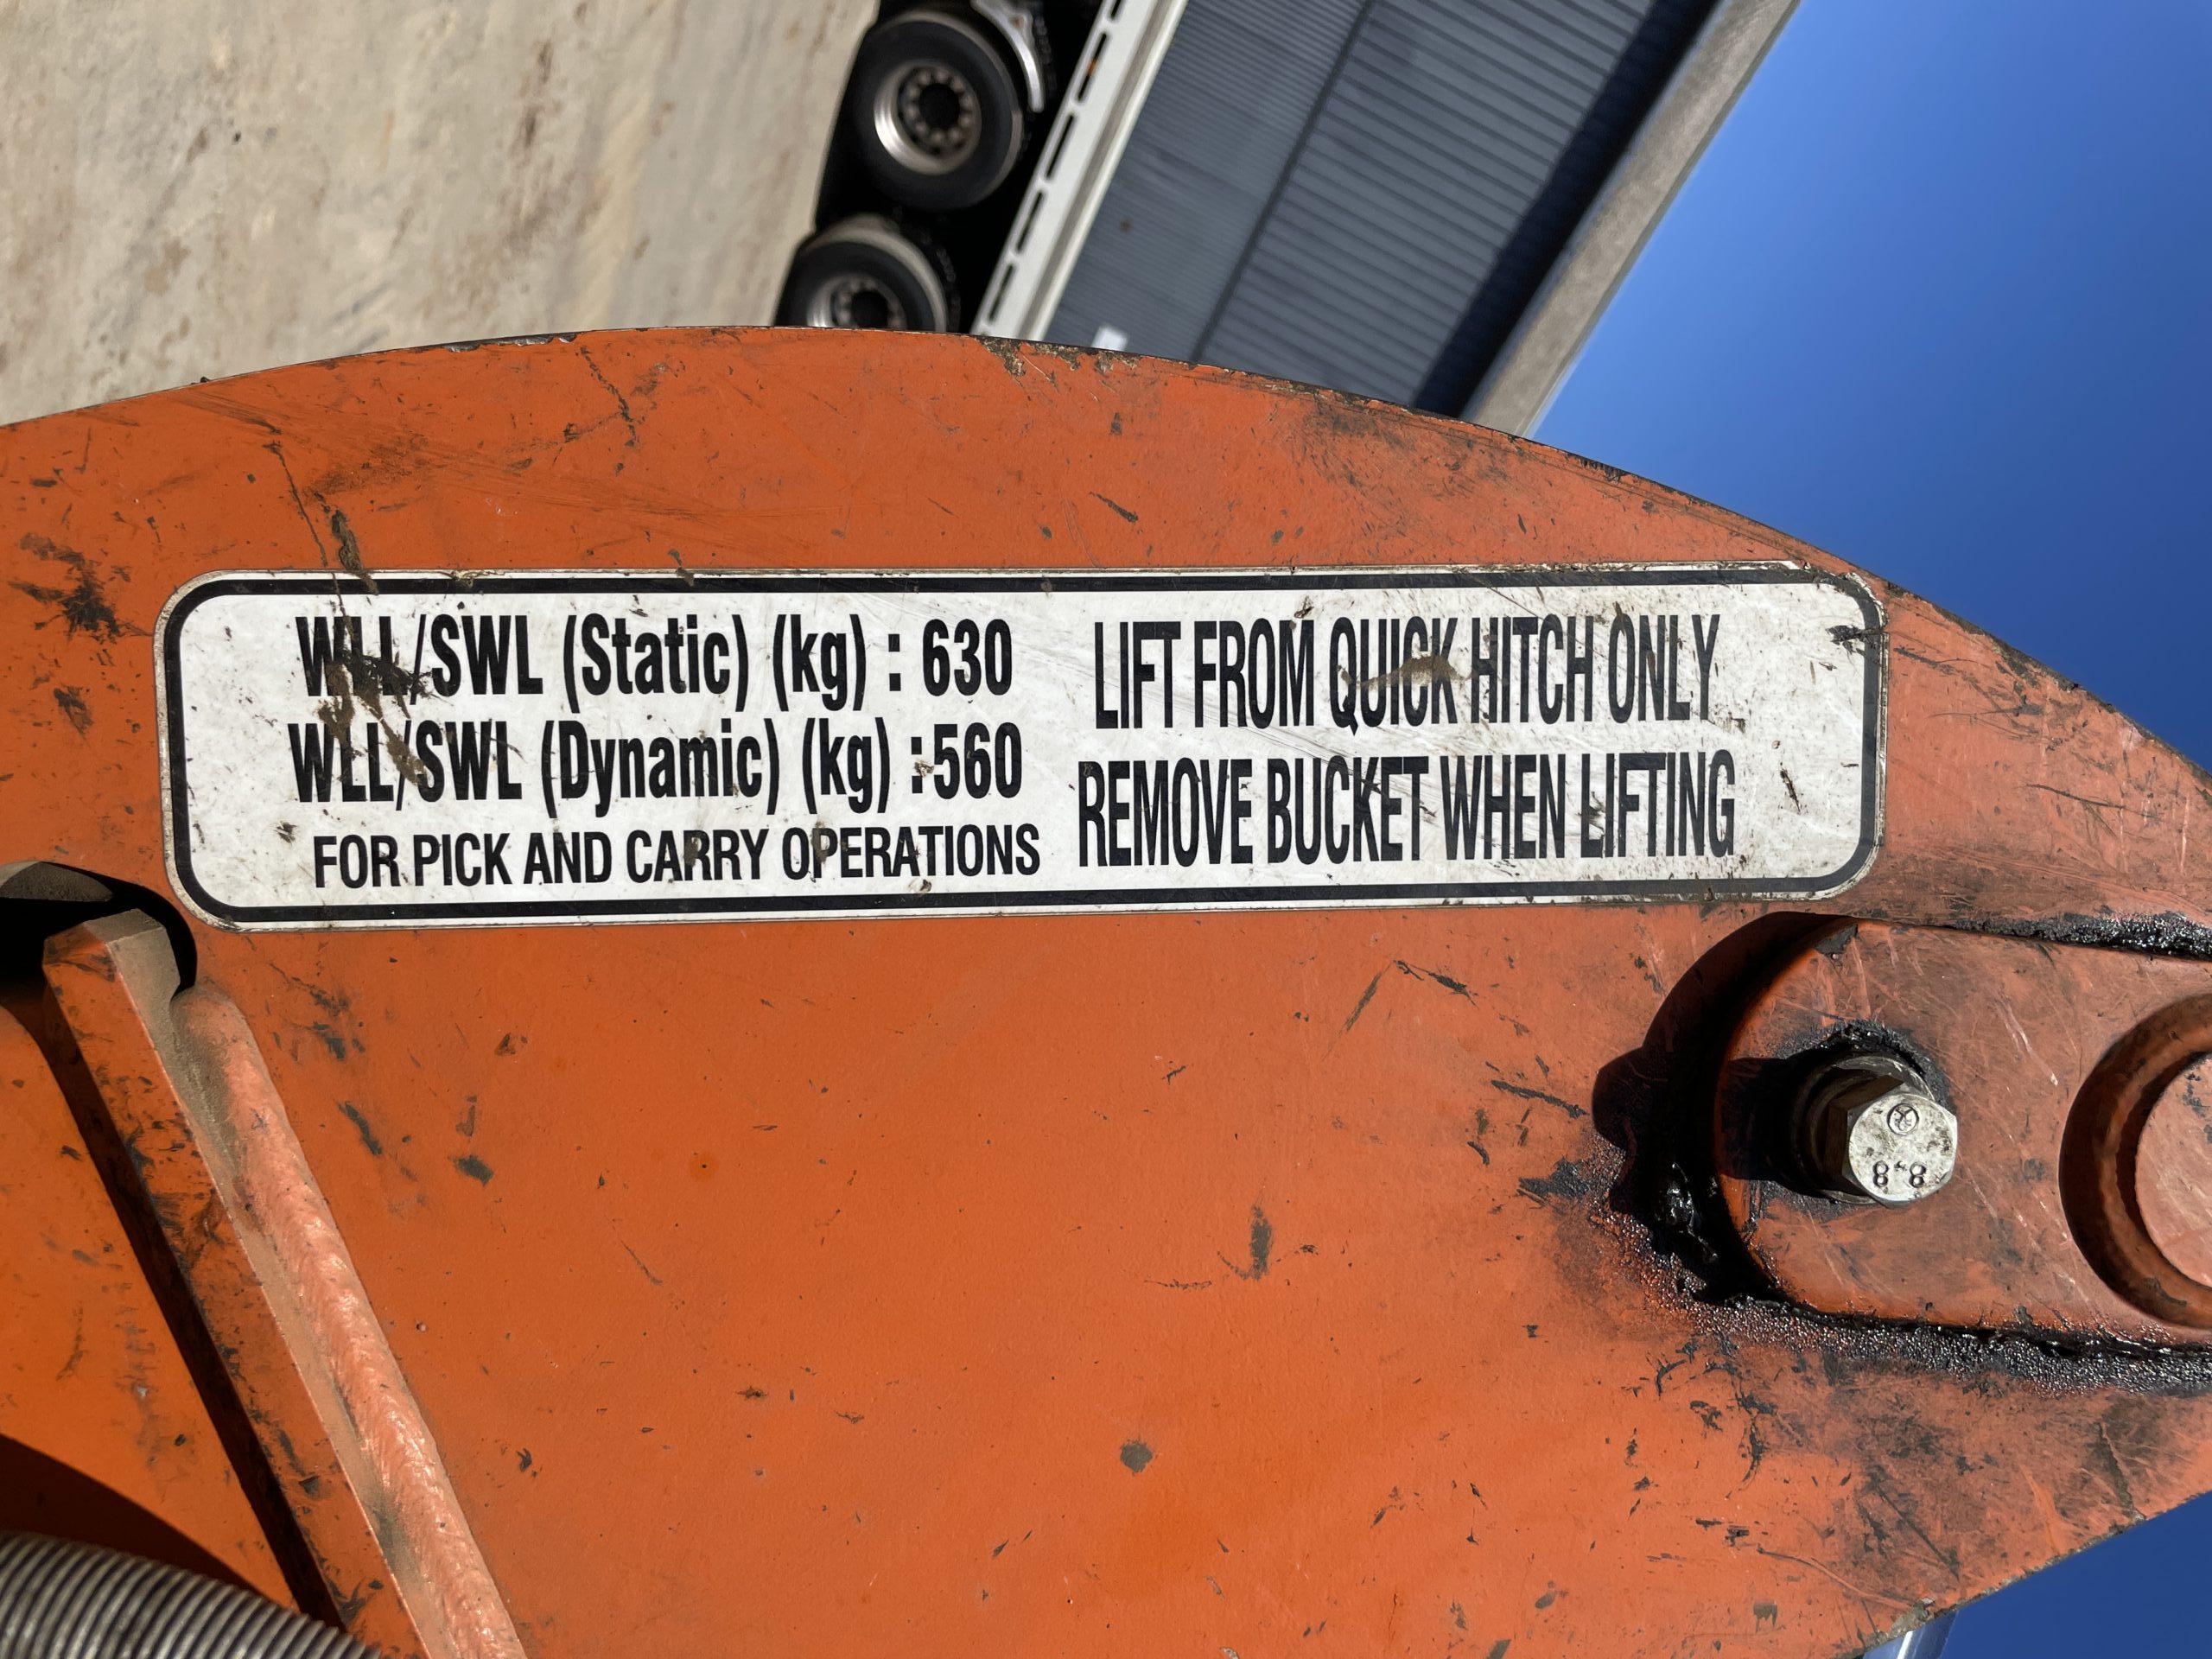 WLL/SWL (Static) (kg) : 630
WLL/SWL (Dynamic) (kg) :560
FOR PICK AND CARRY OPERATIONS
LIFT FROM QUICK HITCH ONLY
REMOVE BUCKET WHEN LIFTING
8.8